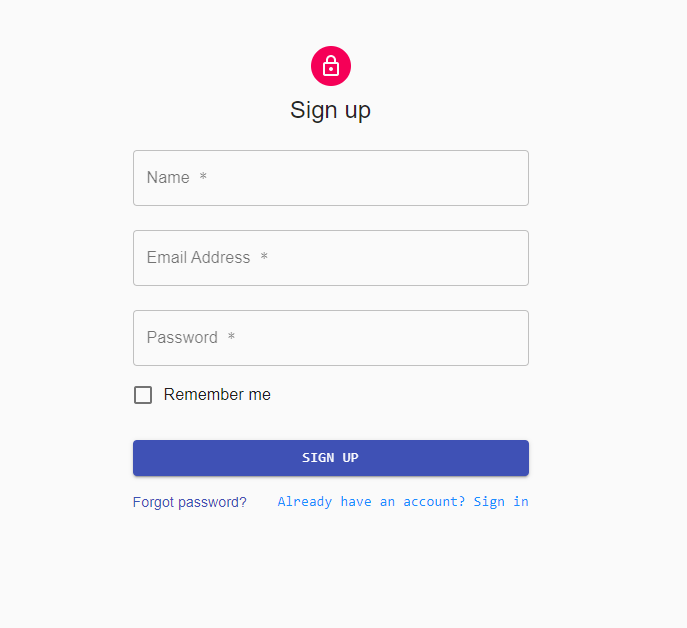 Sign up
Name *
Email Address *
Password *
Remember me
SIGN UP
Forgot password? Already have an account? Sign in